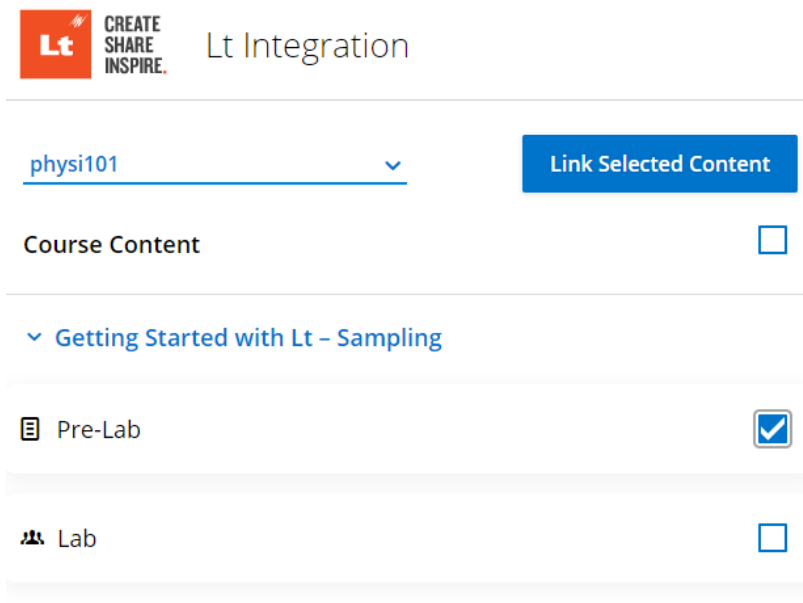 Lt
CREATE
SHARE
INSPIRE.
Lt Integration
physi101
Link Selected Content
Course Content
Getting Started with Lt – Sampling
Pre-Lab
Lab